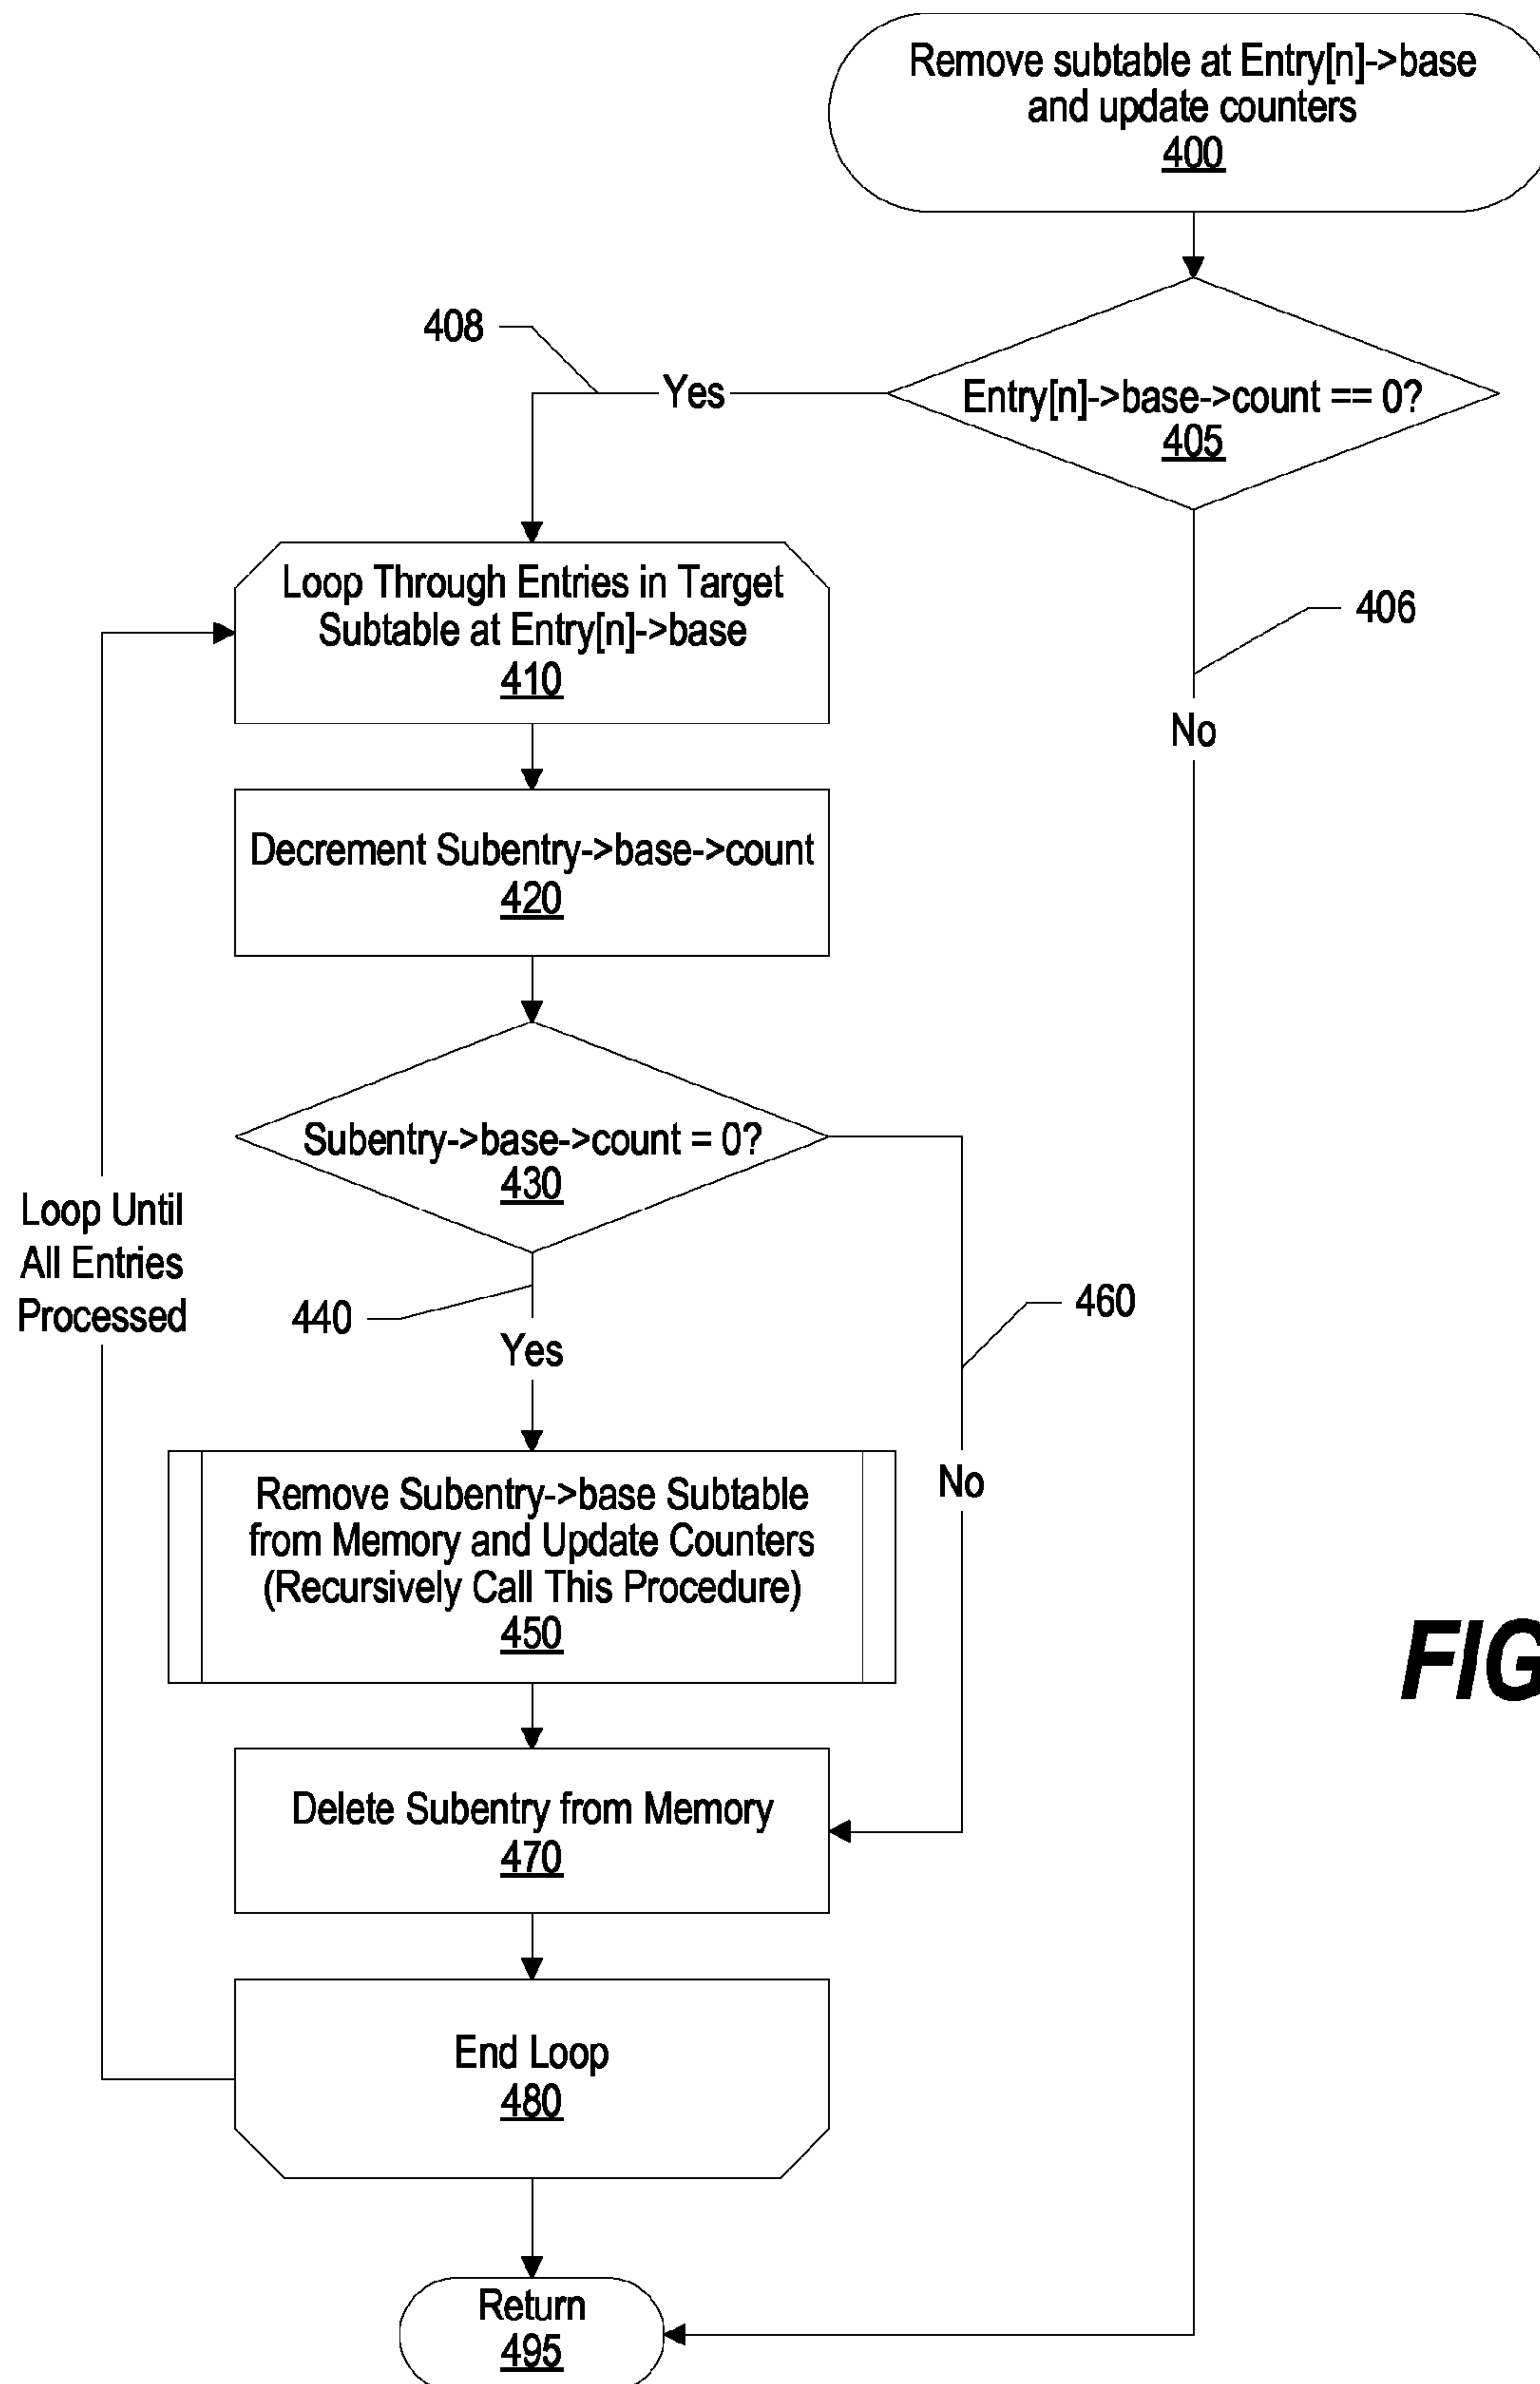 Remove subtable at Entry[n]->base
and update counters
400
408
Yes
Entry[n]->base->count == 0?
405
Loop Through Entries in Target
Subtable at Entry[n]->base
410
406
No
Decrement Subentry->base->count
420
Subentry->base->count = 0?
430
Loop Until
All Entries
Processed
440
Yes
460
No
Remove Subentry->base Subtable
from Memory and Update Counters
(Recursively Call This Procedure)
450
FIG
Delete Subentry from Memory
470
End Loop
480
Return
495